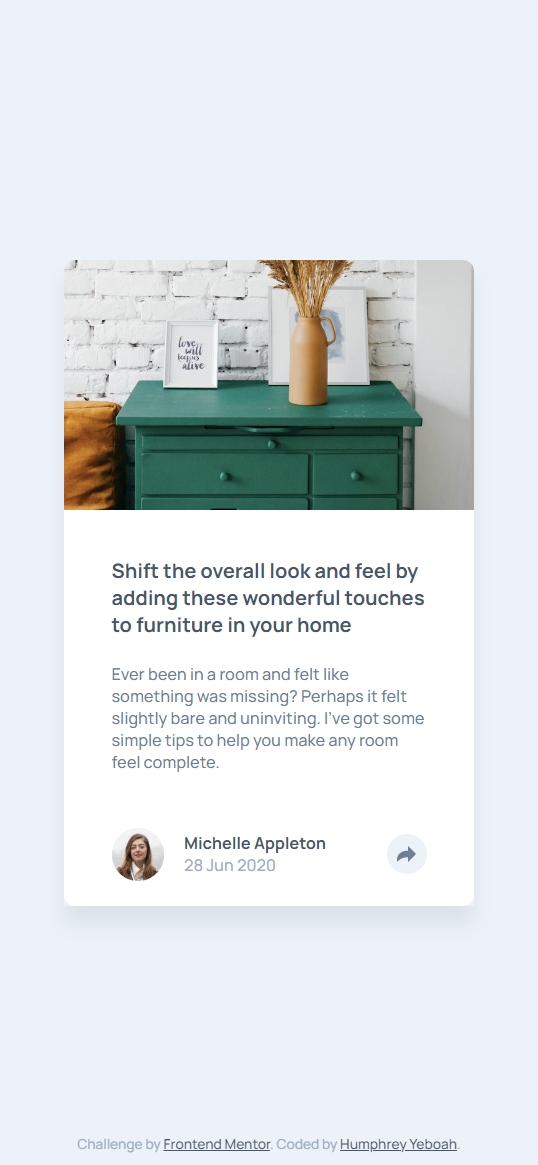 love
will
keep us
alive
Shift the overall look and feel by
adding these wonderful touches
to furniture in your home
Ever been in a room and felt like
something was missing? Perhaps it felt
slightly bare and uninviting. I've got some
simple tips to help you make any room
feel complete.
Michelle Appleton
28 Jun 2020
Challenge by Frontend Mentor. Coded by Humphrey Yeboah.